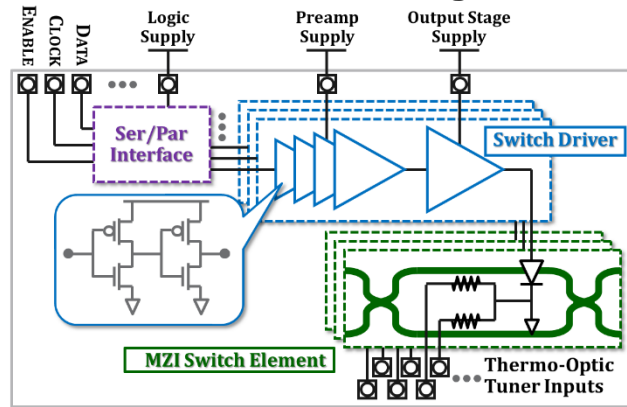 ENABLE
CLOCK
DATA
Logic
Supply
Preamp
Supply
Output Stage
Supply
Ser/Par
Interface
Switch Driver
MZI Switch Element
Thermo-Optic
Tuner Inputs